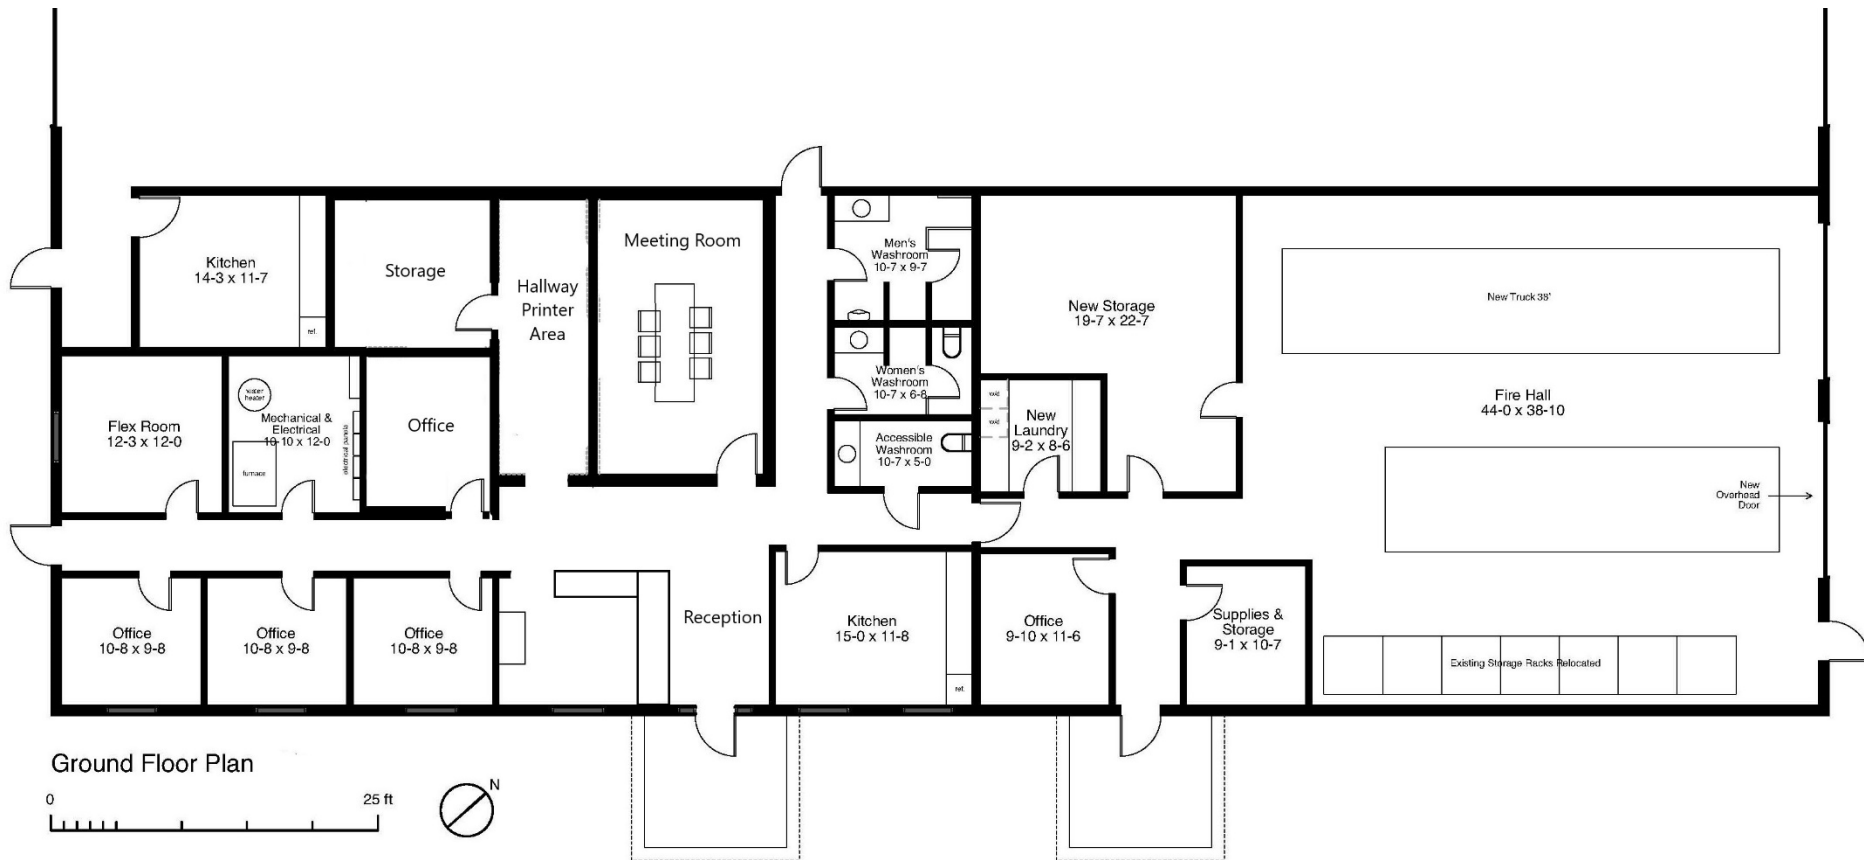 Kitchen
14-3 x 11-7
ref.
Storage
Hallway
Printer
Area
Meeting Room
Men's
Washroom
10-7 x 9-7
Women's
Washroom
10-7 x 6-8
Accessible
Washroom
10-7 x 5-0
New Storage
19-7 x 22-7
New
Laundry
9-2 x 8-6
New Truck 38'
Fire Hall
44-0 x 38-10
New
Overhead
Door
Flex Room
12-3 x 12-0
water
heater
Mechanical &
Electrical
10-10 x 12-0
furnace
electrical panels
Office
Office
10-8 x 9-8
Office
10-8 x 9-8
Office
10-8 x 9-8
Reception
Kitchen
15-0 x 11-8
ref.
Office
9-10 x 11-6
Supplies &
Storage
9-1 x 10-7
Existing Storage Racks Relocated
Ground Floor Plan
0 25 ft
N